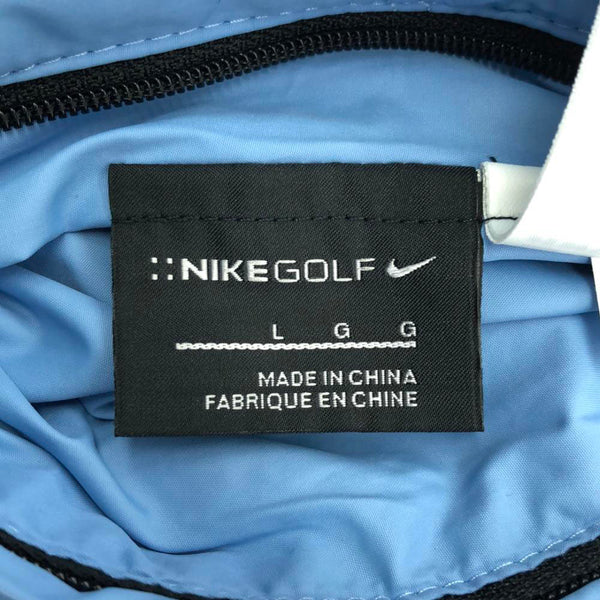 NIKEGOLF
L G G
MADE IN CHINA
FABRIQUE EN CHINE